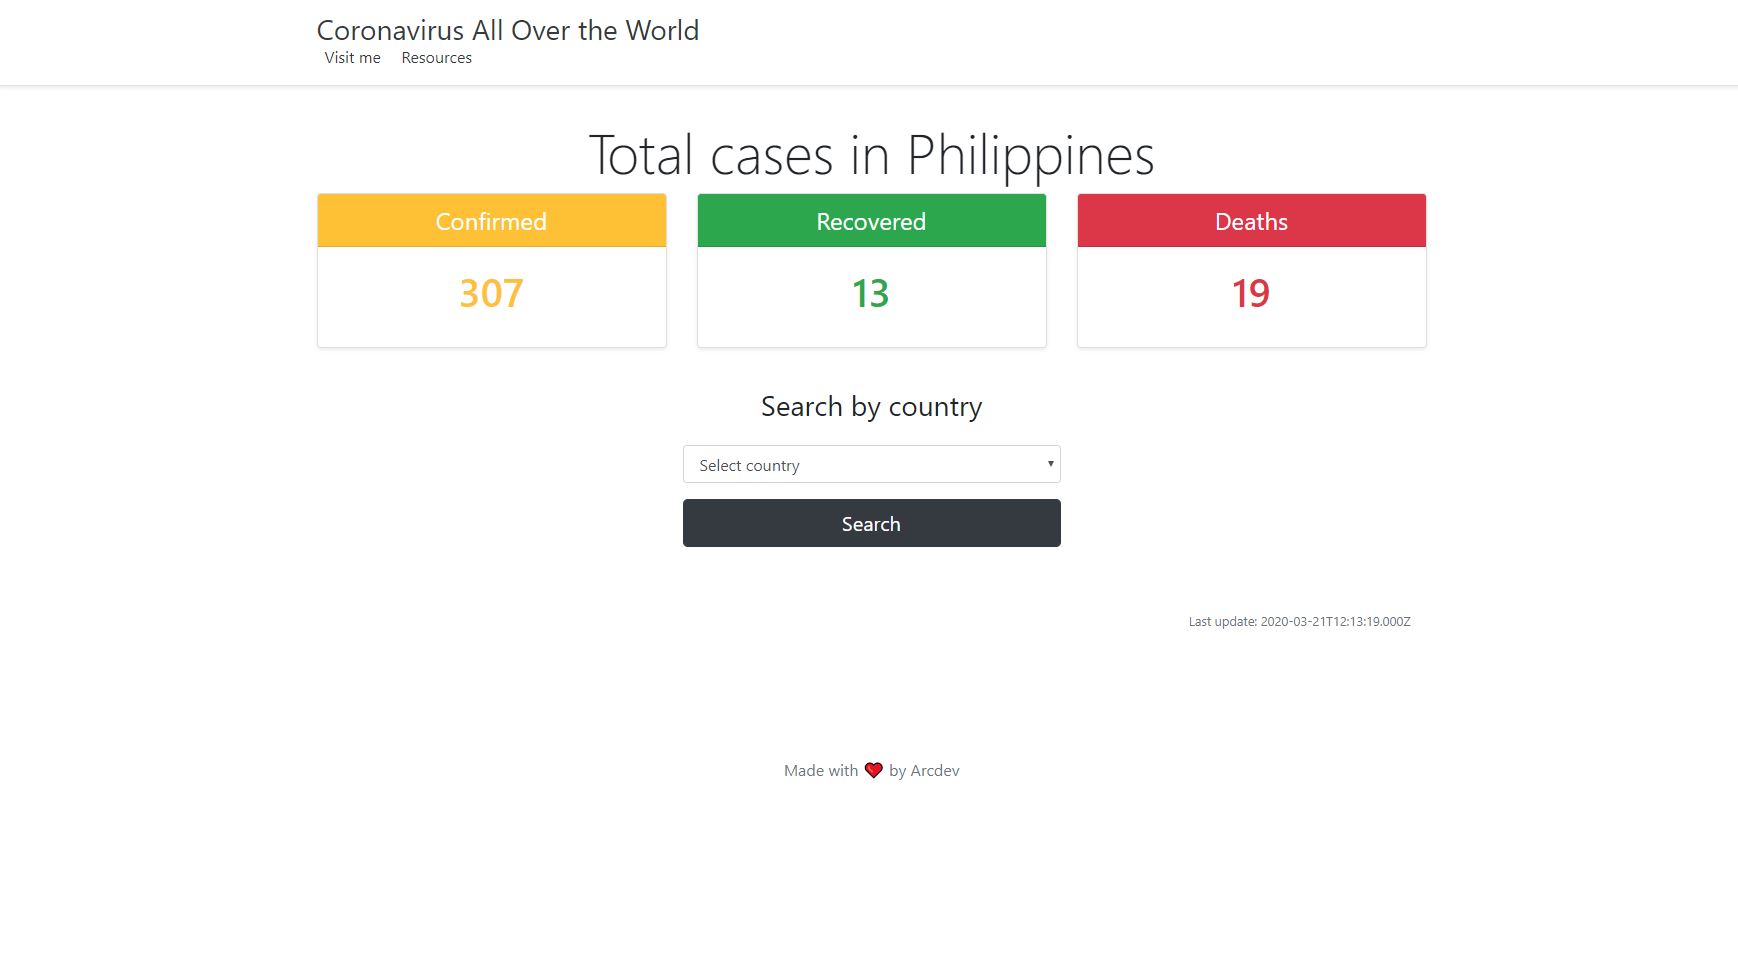 Coronavirus All Over the World
Visit me Resources
Total cases in Philippines
Confirmed Recovered Deaths
307 13 19
Search by country
Select country
Search
Last update: 2020-03-21T12:13:19.000Z
Made with ❤ by Arcdev